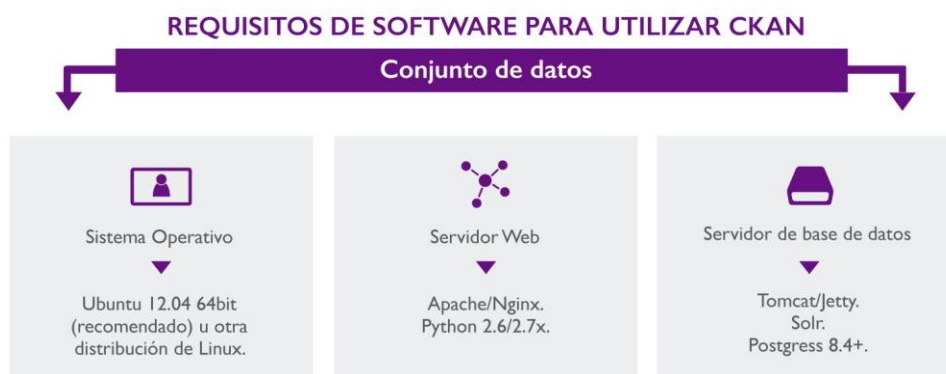 REQUISITOS DE SOFTWARE PARA UTILIZAR CKAN
Conjunto de datos
Sistema Operativo
Ubuntu 12.04 64bit
(recomendado) u otra
distribución de Linux.
Servidor Web
Apache/Nginx.
Python 2.6/2.7x.
Servidor de base de datos
Tomcat/Jetty.
Solr.
Postgress 8.4+.